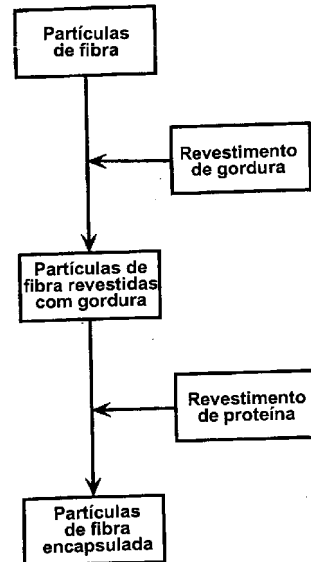 Partículas
de fibra
Revestimento
de gordura
Partículas de
fibra revestidas
com gordura
Revestimento
de proteína
Partículas
de fibra
encapsulada